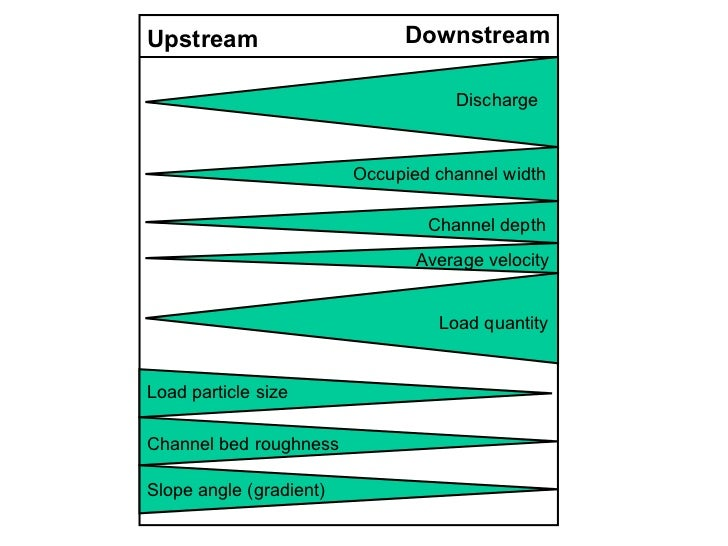 Upstream
Downstream
Discharge
Occupied channel width
Channel depth
Average velocity
Load quantity
Load particle size
Channel bed roughness
Slope angle (gradient)